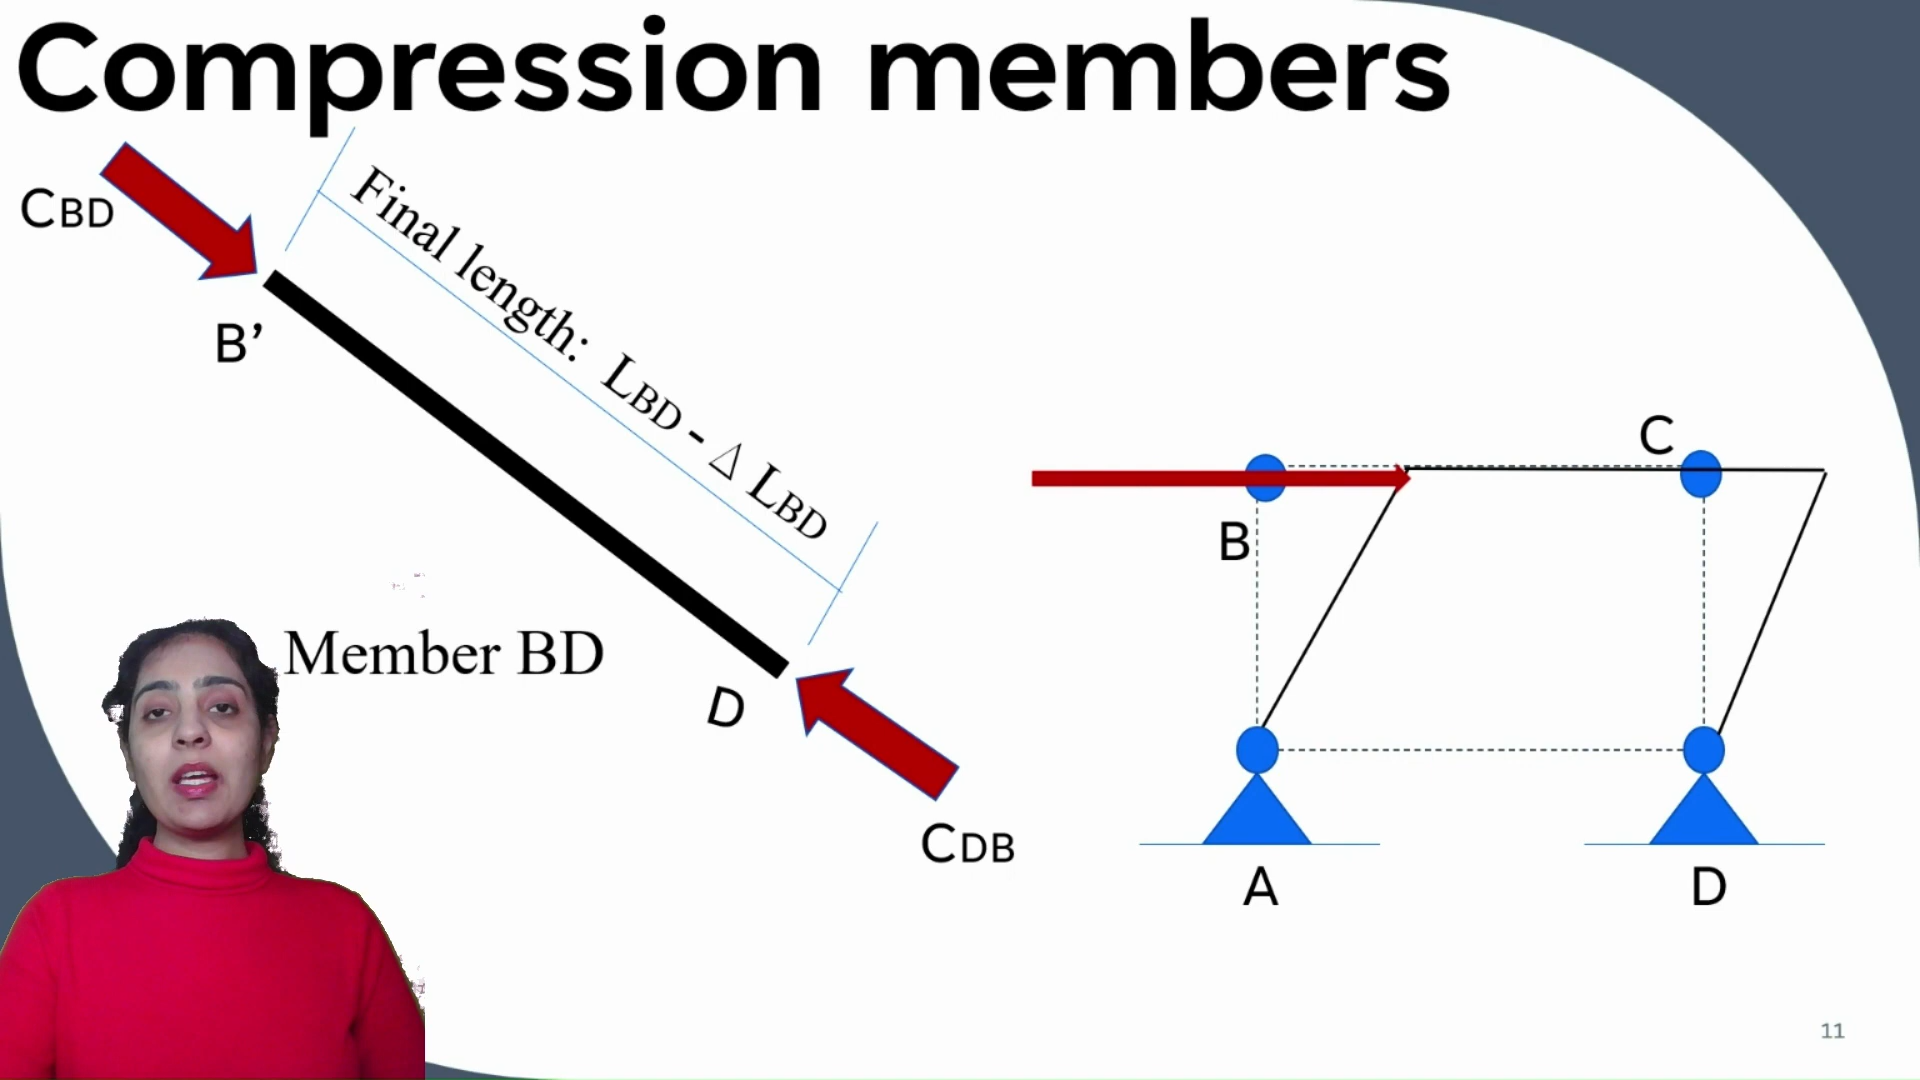 Compression members
CBD
Final length: LBD - Δ LBD
B’
Member BD
D
CDB
C
B
A
D
11